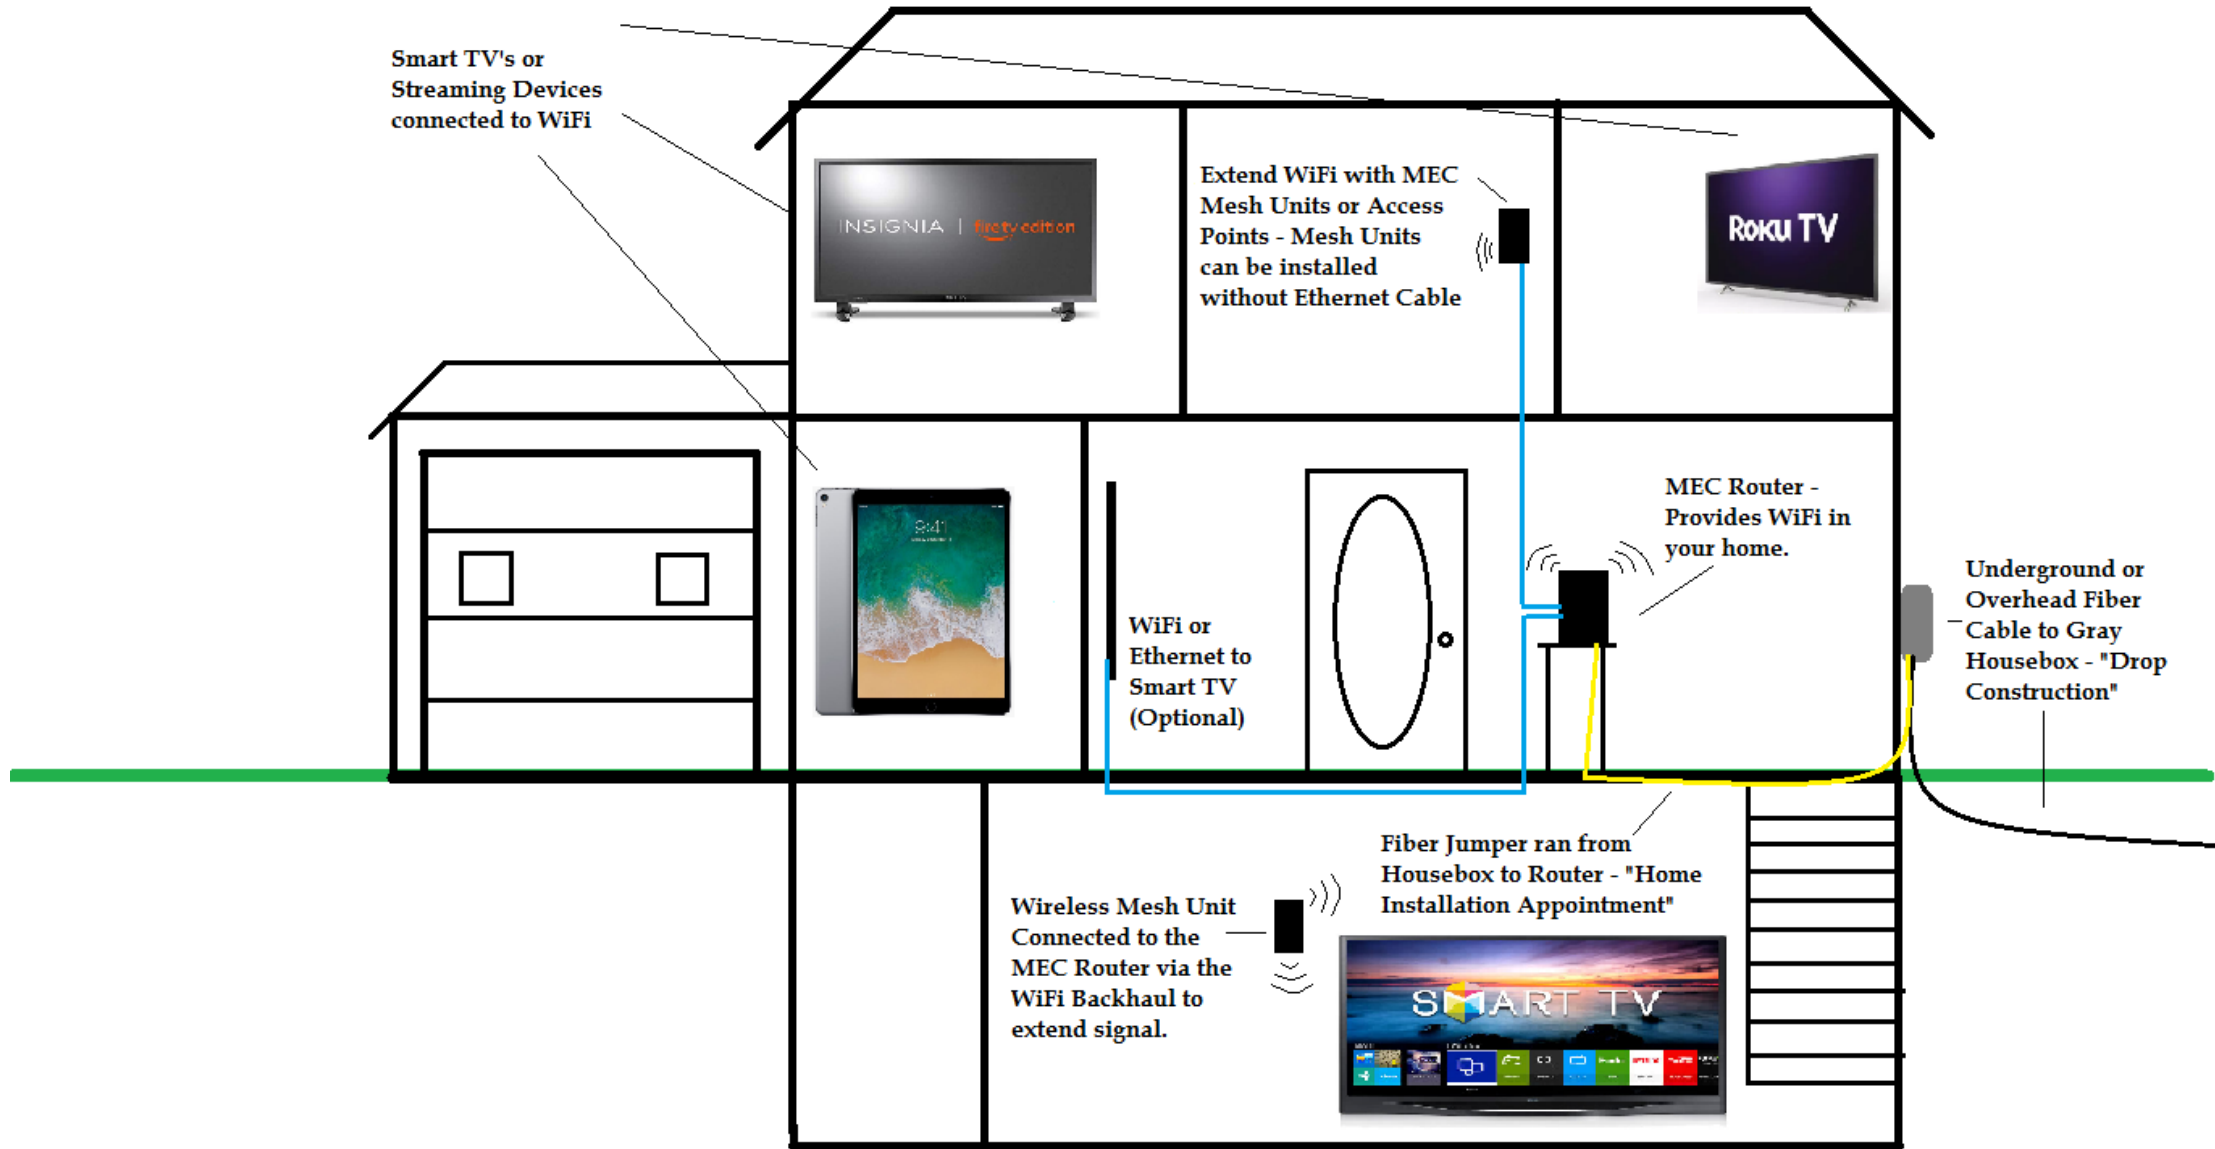 Smart TV's or
Streaming Devices
connected to WiFi
INSIGNIA | firetv edition
Extend WiFi with MEC
Mesh Units or Access
Points - Mesh Units
can be installed
without Ethernet Cable
ROKU TV
9:41
WiFi or
Ethernet to
Smart TV
(Optional)
MEC Router -
Provides WiFi in
your home.
Underground or
Overhead Fiber
Cable to Gray
Housebox - "Drop
Construction"
Fiber Jumper ran from
Housebox to Router - "Home
Installation Appointment"
Wireless Mesh Unit
Connected to the
MEC Router via the
WiFi Backhaul to
extend signal.
SMART TV